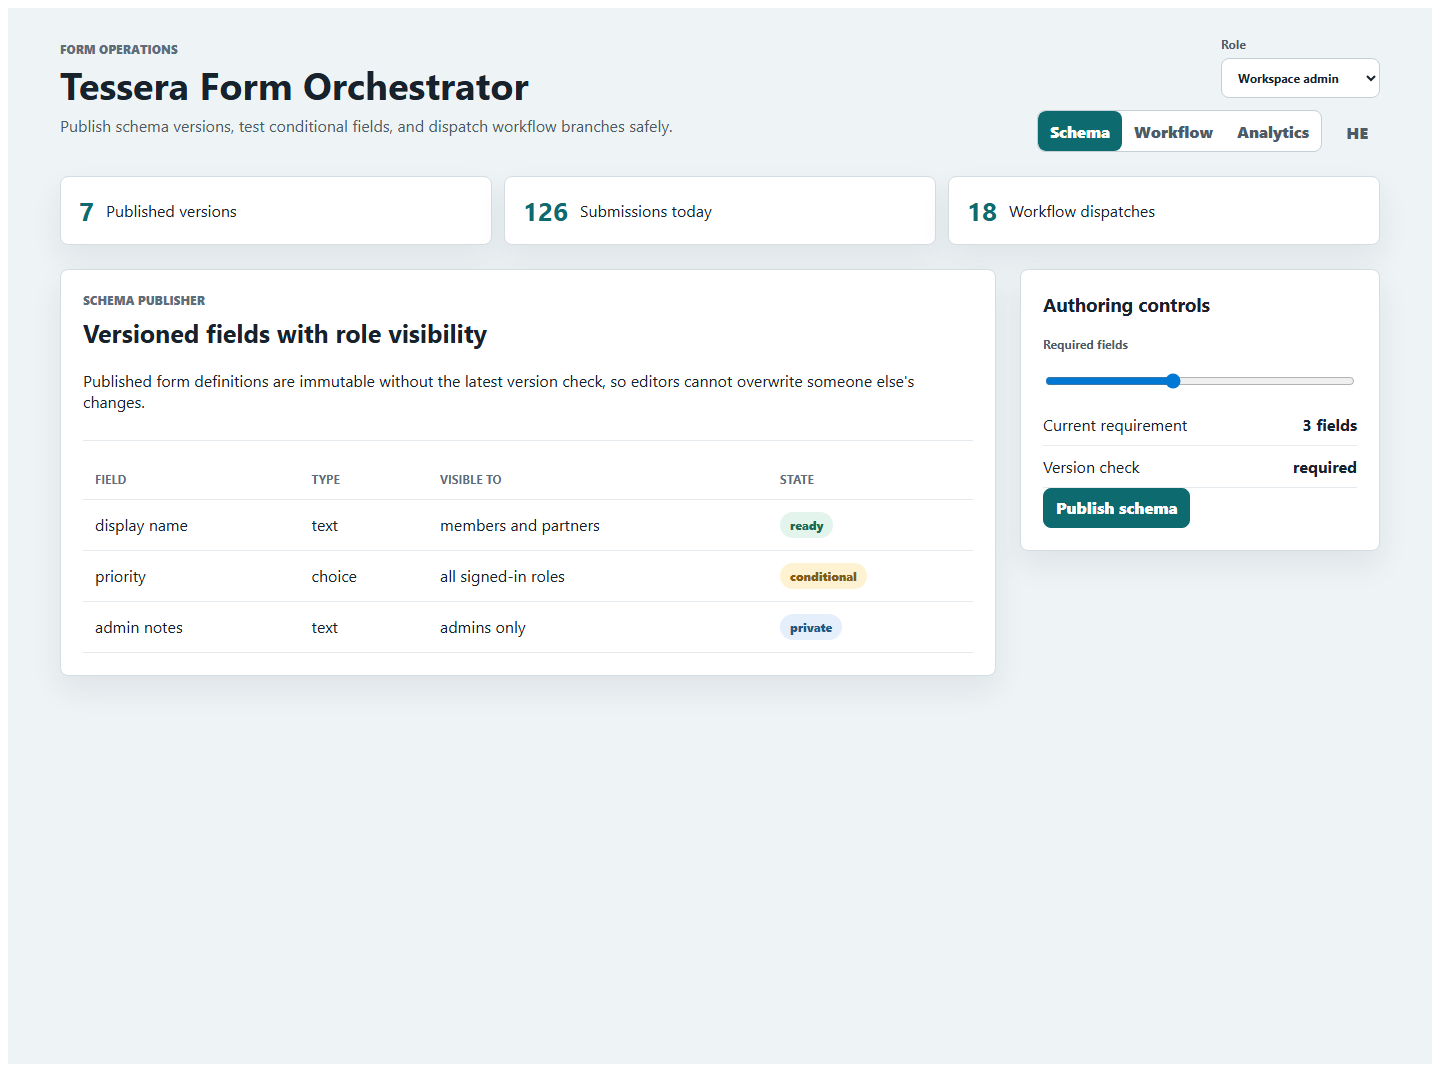 FORM OPERATIONS
Tessera Form Orchestrator
Publish schema versions, test conditional fields, and dispatch workflow branches safely.
Role
Workspace admin
Schema Workflow Analytics HE
7 Published versions
126 Submissions today
18 Workflow dispatches
SCHEMA PUBLISHER
Versioned fields with role visibility
Published form definitions are immutable without the latest version check, so editors cannot overwrite someone else's
changes.
FIELD TYPE VISIBLE TO STATE
display name text members and partners ready
priority choice all signed-in roles conditional
admin notes text admins only private
Authoring controls
Required fields
Current requirement 3 fields
Version check required
Publish schema